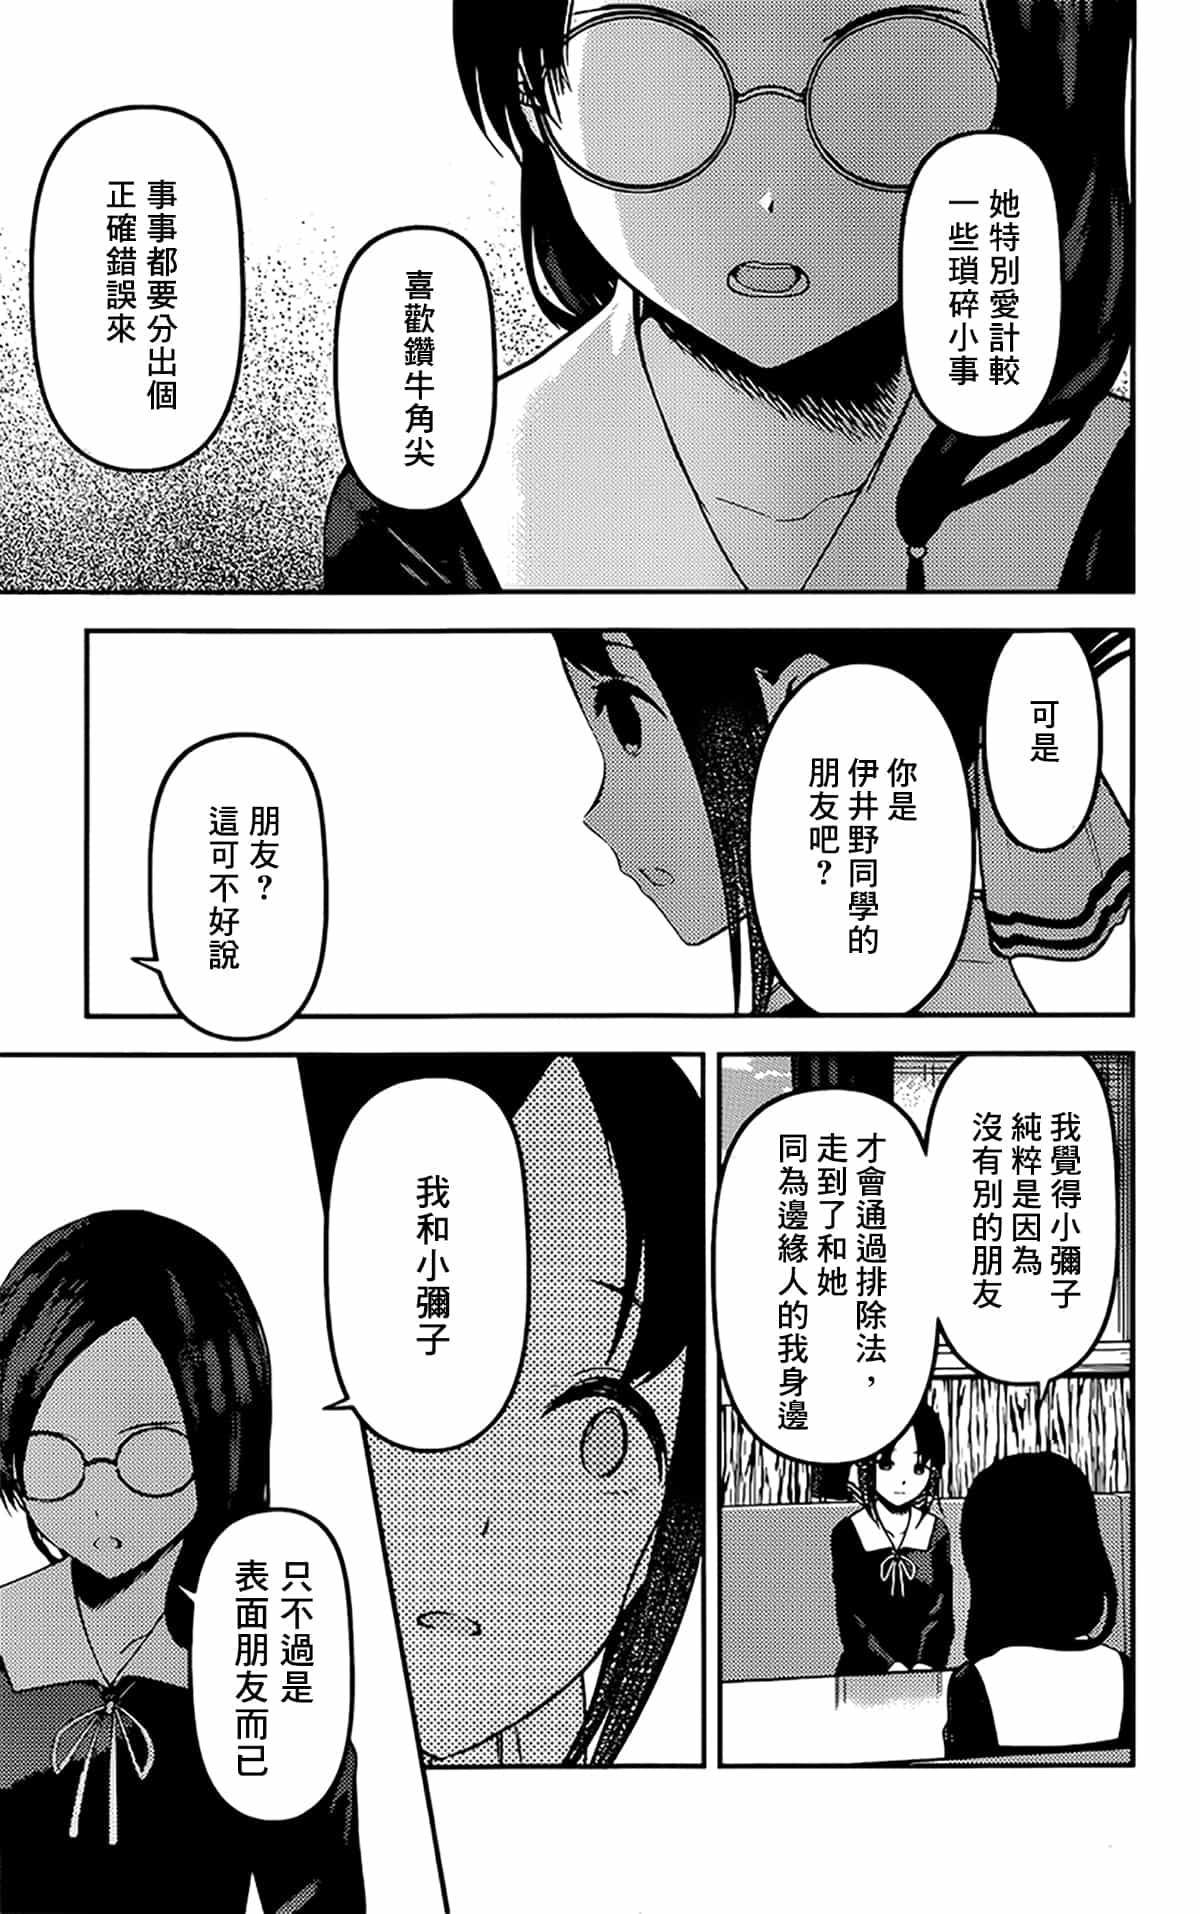 她特別愛計較
一些瑣碎小事
喜歡鑽牛角尖
事事都要分出個
正確錯誤來
可是
你是
伊井野同學的
朋友吧？
朋友？
這可不好說
我覺得小彌子
純粹是因為
沒有別的朋友
才會通過排除法，
走到了和她
同為邊緣人的我身邊
我和小彌子
只不過是
表面朋友而已